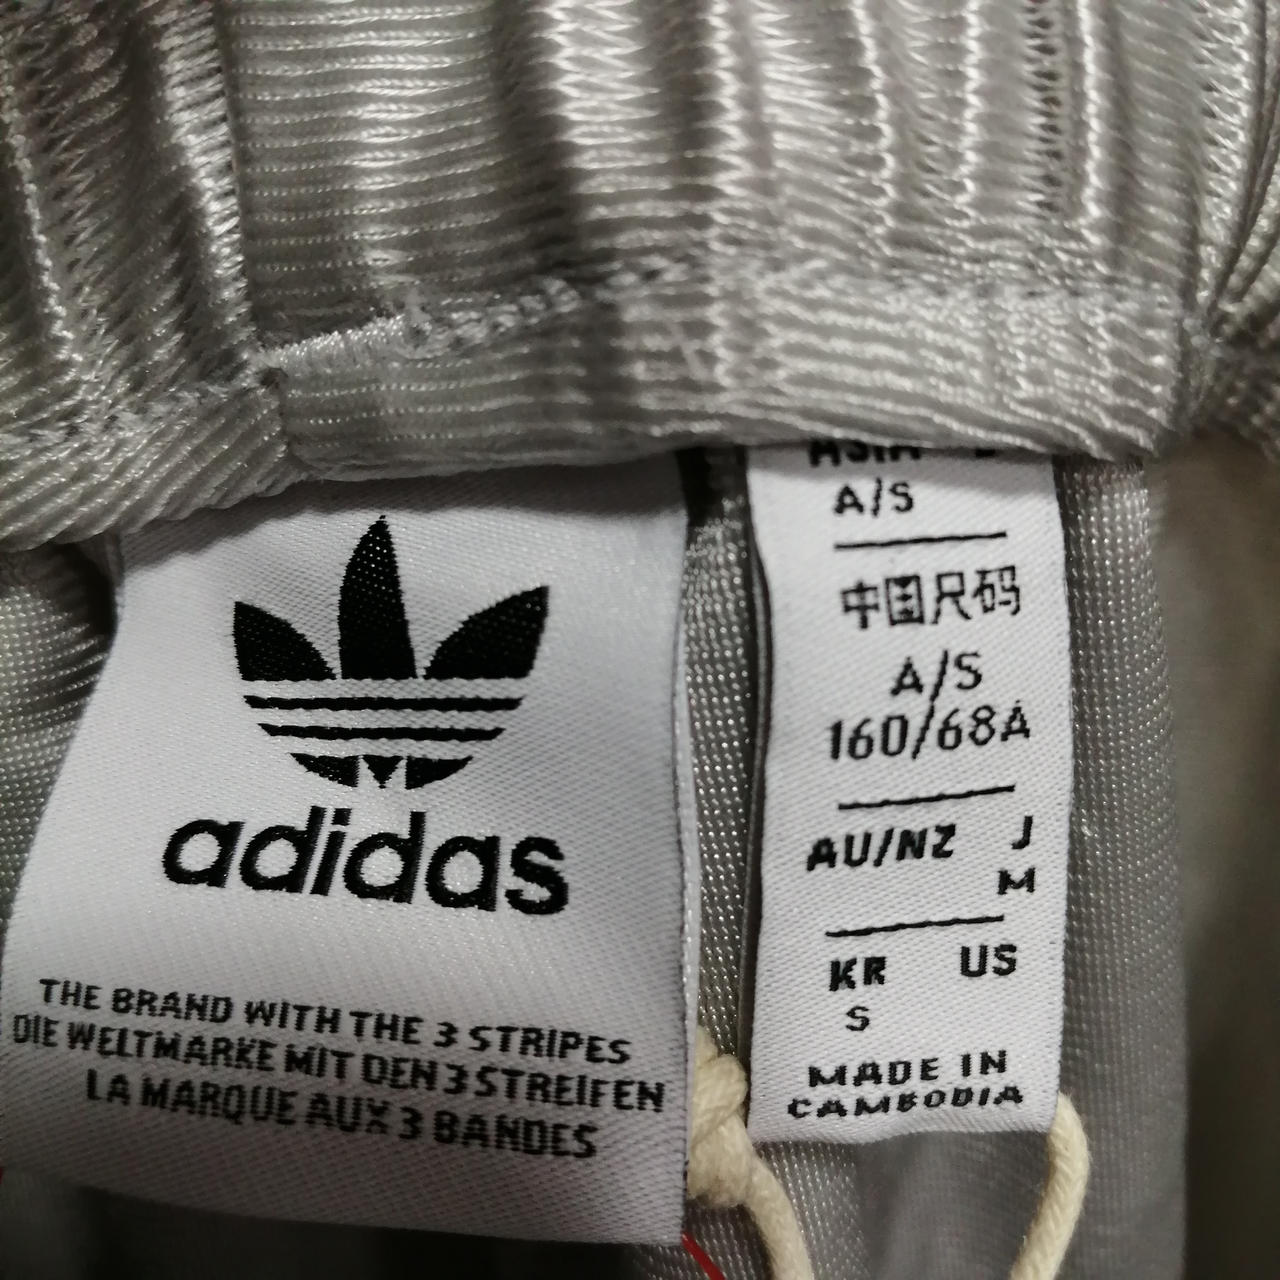 adidas
THE BRAND WITH THE 3 STRIPES
DIE WELTMARKE MIT DEN 3 STREIFEN
LA MARQUE AUX 3 BANDES
ASIA
A/S
中国尺码
A/S
160/68A
AU/NZ J
M
KR US
S
MADE IN
CAMBODIA